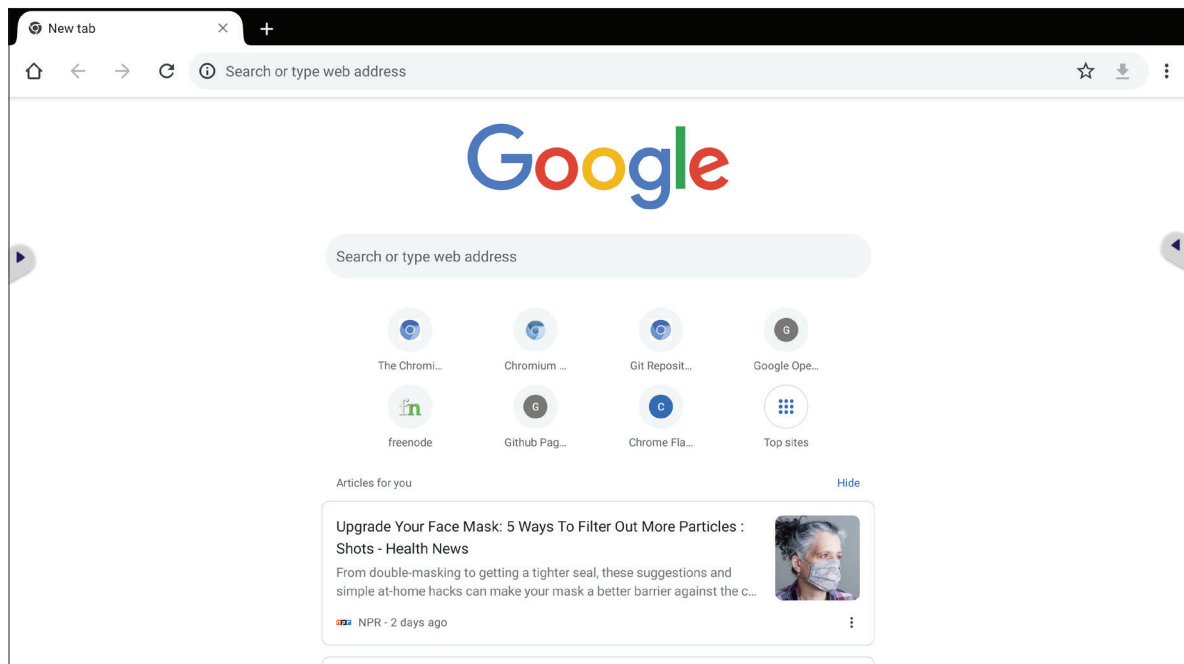 New tab
Search or type web address
Google
Search or type web address
The Chromi...
Chromium ...
Git Reposit...
G
Google Ope...
fn
freenode
G
Github Pag...
C
Chrome Fla...
Top sites
Articles for you
Hide
Upgrade Your Face Mask: 5 Ways To Filter Out More Particles :
Shots - Health News
From double-masking to getting a tighter seal, these suggestions and
simple at-home hacks can make your mask a better barrier against the c...
npr NPR - 2 days ago